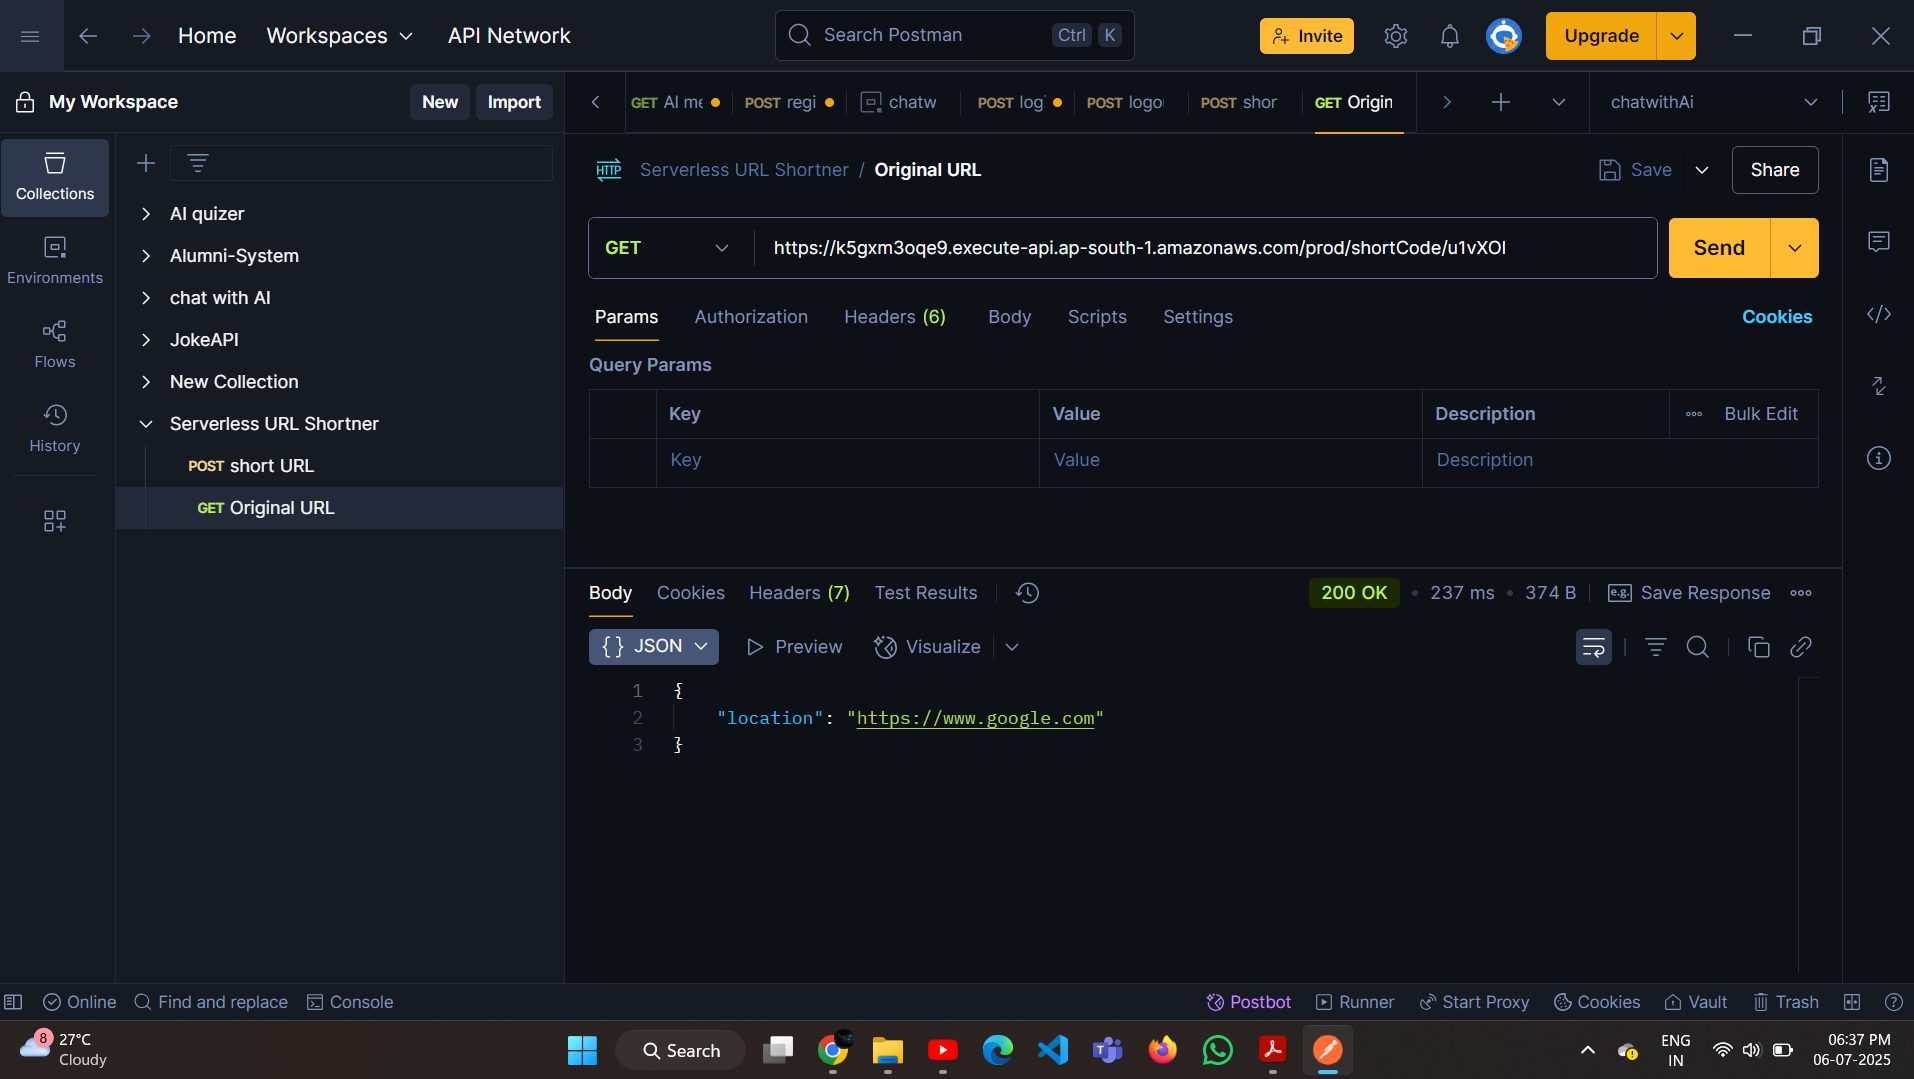 Home Workspaces API Network Search Postman Ctrl K Invite Upgrade
My Workspace New Import
GET AI me POST regi chatw POST log POST logo POST shor GET Origin chatwithAi
Collections
Environments
Flows
History
AI quizer
Alumni-System
chat with AI
JokeAPI
New Collection
Serverless URL Shortner
POST short URL
GET Original URL
HTTP Serverless URL Shortner / Original URL Save Share
GET https://k5gxm3oqe9.execute-api.ap-south-1.amazonaws.com/prod/shortCode/u1vXOI Send
Params Authorization Headers (6) Body Scripts Settings Cookies
Query Params
Key Value Description Bulk Edit
Key Value Description
Body Cookies Headers (7) Test Results 200 OK • 237 ms • 374 B e.g. Save Response
{} JSON Preview Visualize
1 {
2 "location": "https://www.google.com"
3 }
Online Find and replace Console Postbot Runner Start Proxy Cookies Vault Trash
8 27°C
Cloudy
Search
ENG
IN
06:37 PM
06-07-2025